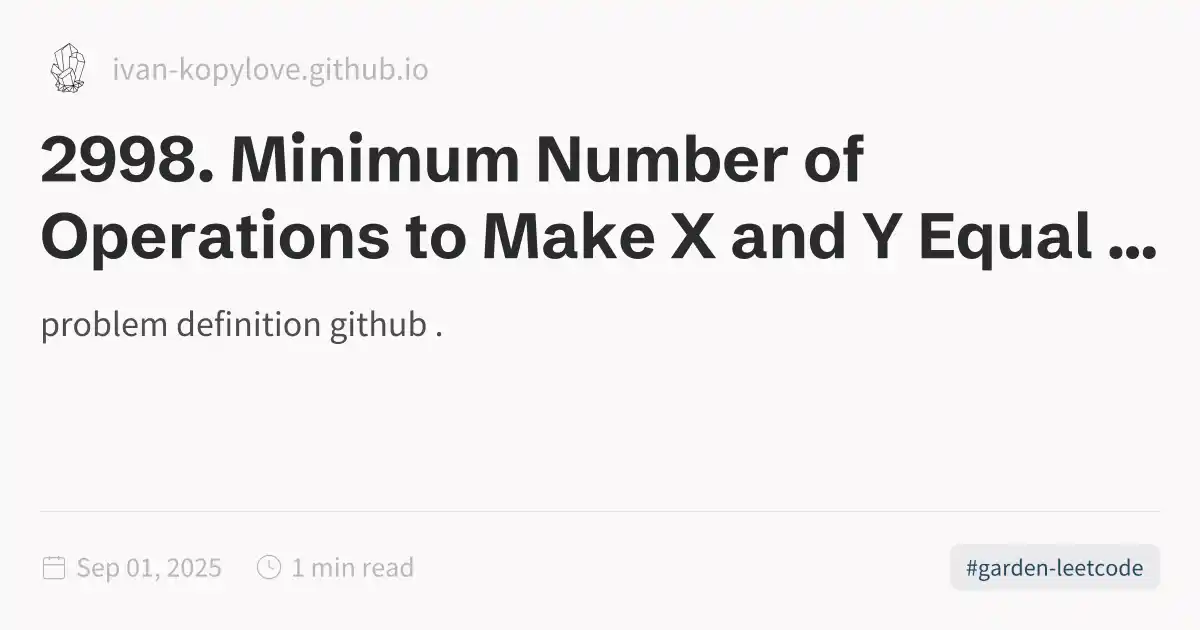 ivan-kopylove.github.io
2998. Minimum Number of
Operations to Make X and Y Equal ...
problem definition github .
Sep 01, 2025
1 min read
#garden-leetcode